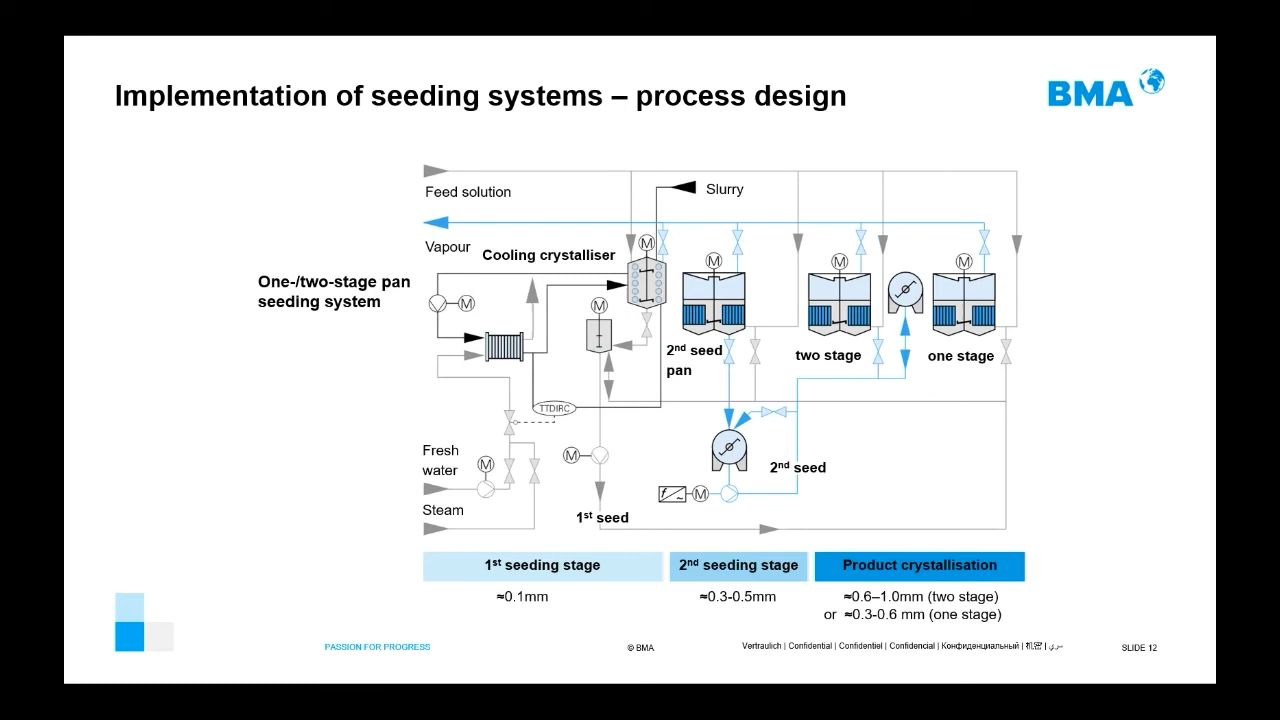 Implementation of seeding systems – process design
BMA
Feed solution
Slurry
Vapour
Cooling crystalliser
M
M
M
M
One-/two-stage pan
seeding system
M
M
2nd seed
pan
two stage
one stage
TTDIRC
Fresh
water
M
M
2nd seed
f
~
M
Steam
1st seed
1st seeding stage
2nd seeding stage
Product crystallisation
≈0.1mm
≈0.3-0.5mm
≈0.6–1.0mm (two stage)
or ≈0.3-0.6 mm (one stage)
PASSION FOR PROGRESS
© BMA
Vertraulich | Confidential | Confidentiel | Confidencial | Конфиденциальный | 机密 | سري
SLIDE 12